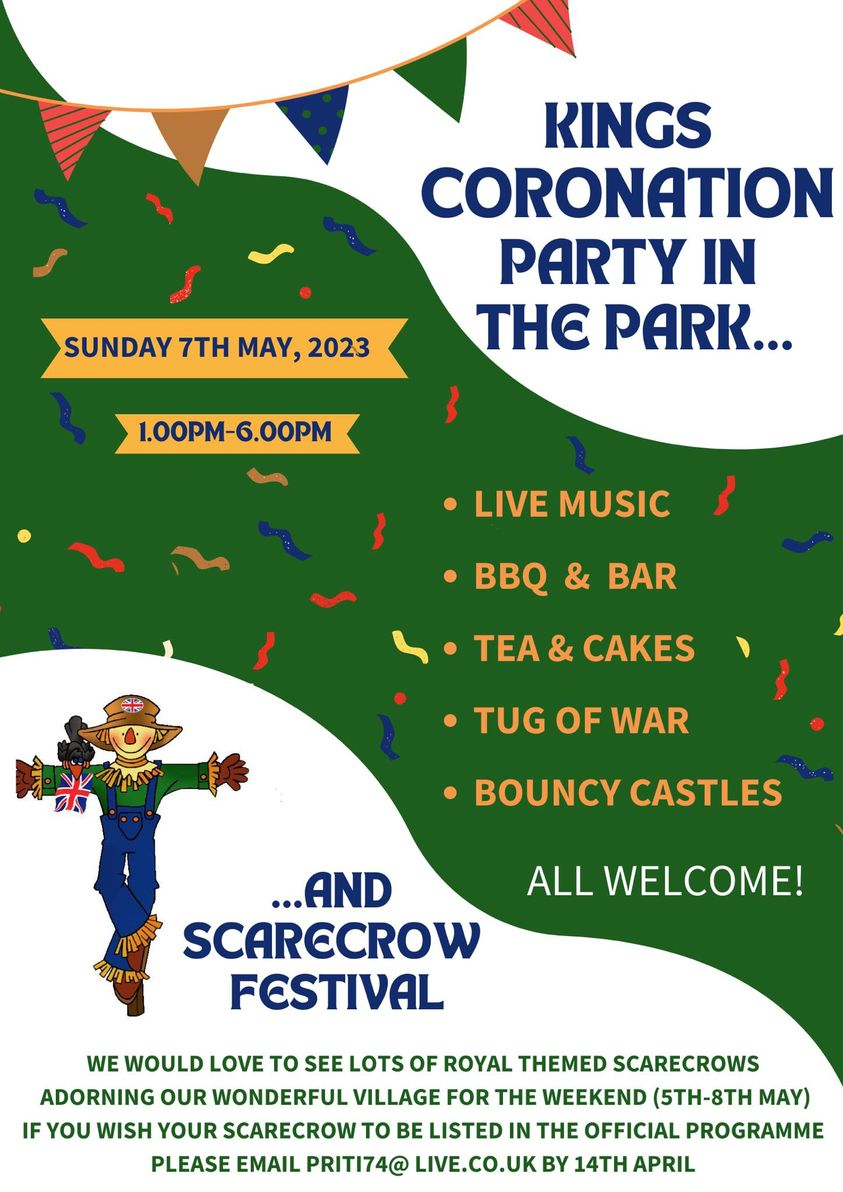 KINGS
CORONATION
PARTY IN
THE PARK...
SUNDAY 7TH MAY, 2023
1.00PM-6.00PM
• LIVE MUSIC
• BBQ & BAR
• TEA & CAKES
• TUG OF WAR
• BOUNCY CASTLES
ALL WELCOME!
...AND
SCARECROW
FESTIVAL
WE WOULD LOVE TO SEE LOTS OF ROYAL THEMED SCARECROWS
ADORNING OUR WONDERFUL VILLAGE FOR THE WEEKEND (5TH-8TH MAY)
IF YOU WISH YOUR SCARECROW TO BE LISTED IN THE OFFICIAL PROGRAMME
PLEASE EMAIL PRITI74@ LIVE.CO.UK BY 14TH APRIL